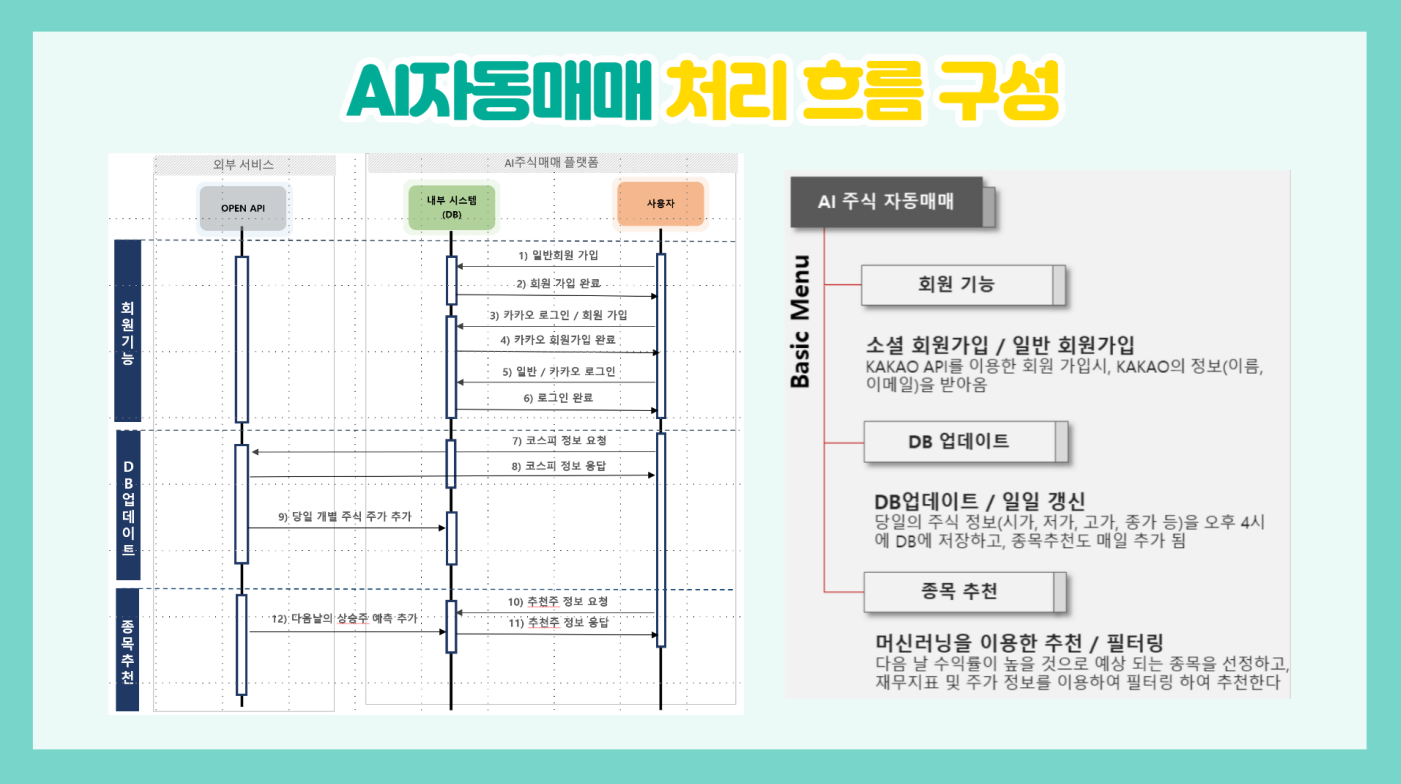 AI자동매매 처리 흐름 구성
외부 서비스
AI주식매매 플랫폼
OPEN API
내부 시스템
(DB)
사용자
회원기능
1) 일반회원 가입
2) 회원 가입 완료
3) 카카오 로그인 / 회원 가입
4) 카카오 회원가입 완료
5) 일반 / 카카오 로그인
6) 로그인 완료
DB업데이트
7) 코스피 정보 요청
8) 코스피 정보 응답
9) 당일 개별 주식 주가 추가
종목추천
10) 추천주 정보 요청
11) 추천주 정보 응답
12) 다음날의 상승주 예측 추가
Basic Menu
AI 주식 자동매매
회원 기능
소셜 회원가입 / 일반 회원가입
KAKAO API를 이용한 회원 가입시, KAKAO의 정보(이름,
이메일)을 받아옴
DB 업데이트
DB업데이트 / 일일 갱신
당일의 주식 정보(시가, 저가, 고가, 종가 등)을 오후 4시
에 DB에 저장하고, 종목추천도 매일 추가 됨
종목 추천
머신러닝을 이용한 추천 / 필터링
다음 날 수익률이 높을 것으로 예상 되는 종목을 선정하고,
재무지표 및 주가 정보를 이용하여 필터링 하여 추천한다